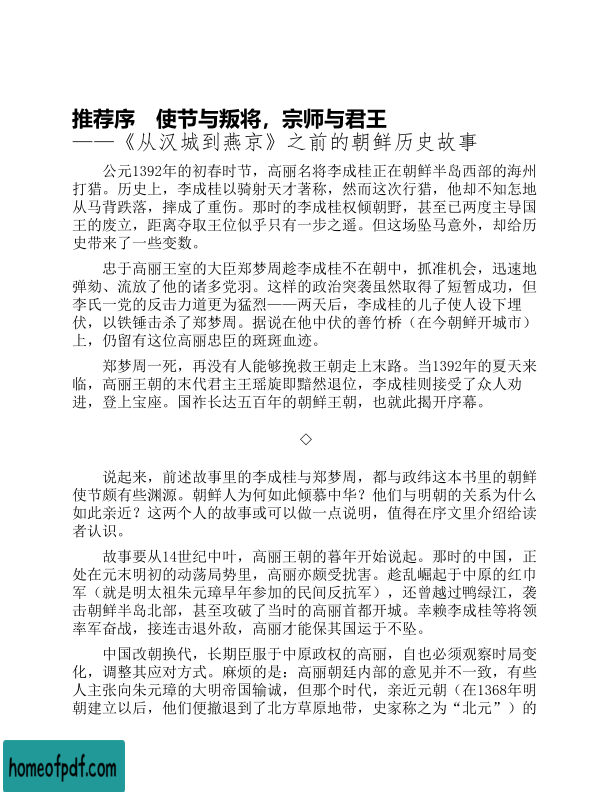 推荐序　使节与叛将，宗师与君王
——《从汉城到燕京》之前的朝鲜历史故事
公元1392年的初春时节，高丽名将李成桂正在朝鲜半岛西部的海州
打猎。历史上，李成桂以骑射天才著称，然而这次行猎，他却不知怎地
从马背跌落，摔成了重伤。那时的李成桂权倾朝野，甚至已两度主导国
王的废立，距离夺取王位似乎只有一步之遥。但这场坠马意外，却给历
史带来了一些变数。
忠于高丽王室的大臣郑梦周趁李成桂不在朝中，抓准机会，迅速地
弹劾、流放了他的诸多党羽。这样的政治突袭虽然取得了短暂成功，但
李氏一党的反击力道更为猛烈——两天后，李成桂的儿子使人设下埋
伏，以铁锤击杀了郑梦周。据说在他中伏的善竹桥（在今朝鲜开城市）
上，仍留有这位高丽忠臣的斑斑血迹。
郑梦周一死，再没有人能够挽救王朝走上末路。当1392年的夏天来
临，高丽王朝的末代君主王瑶旋即黯然退位，李成桂则接受了众人劝
进，登上宝座。国祚长达五百年的朝鲜王朝，也就此揭开序幕。
◇
说起来，前述故事里的李成桂与郑梦周，都与政纬这本书里的朝鲜
使节颇有些渊源。朝鲜人为何如此倾慕中华？他们与明朝的关系为什么
如此亲近？这两个人的故事或可以做一点说明，值得在序文里介绍给读
者认识。
故事要从14世纪中叶，高丽王朝的暮年开始说起。那时的中国，正
处在元末明初的动荡局势里，高丽亦颇受扰害。趁乱崛起于中原的红巾
军（就是明太祖朱元璋早年参加的民间反抗军），还曾越过鸭绿江，袭
击朝鲜半岛北部，甚至攻破了当时的高丽首都开城。幸赖李成桂等将领
率军奋战，接连击退外敌，高丽才能保其国运于不坠。
中国改朝换代，长期臣服于中原政权的高丽，自也必须观察时局变
化，调整其应对方式。麻烦的是：高丽朝廷内部的意见并不一致，有些
人主张向朱元璋的大明帝国输诚，但那个时代，亲近元朝（在1368年明
朝建立以后，他们便撤退到了北方草原地带，史家称之为“北元”）的
homeofpdf.com